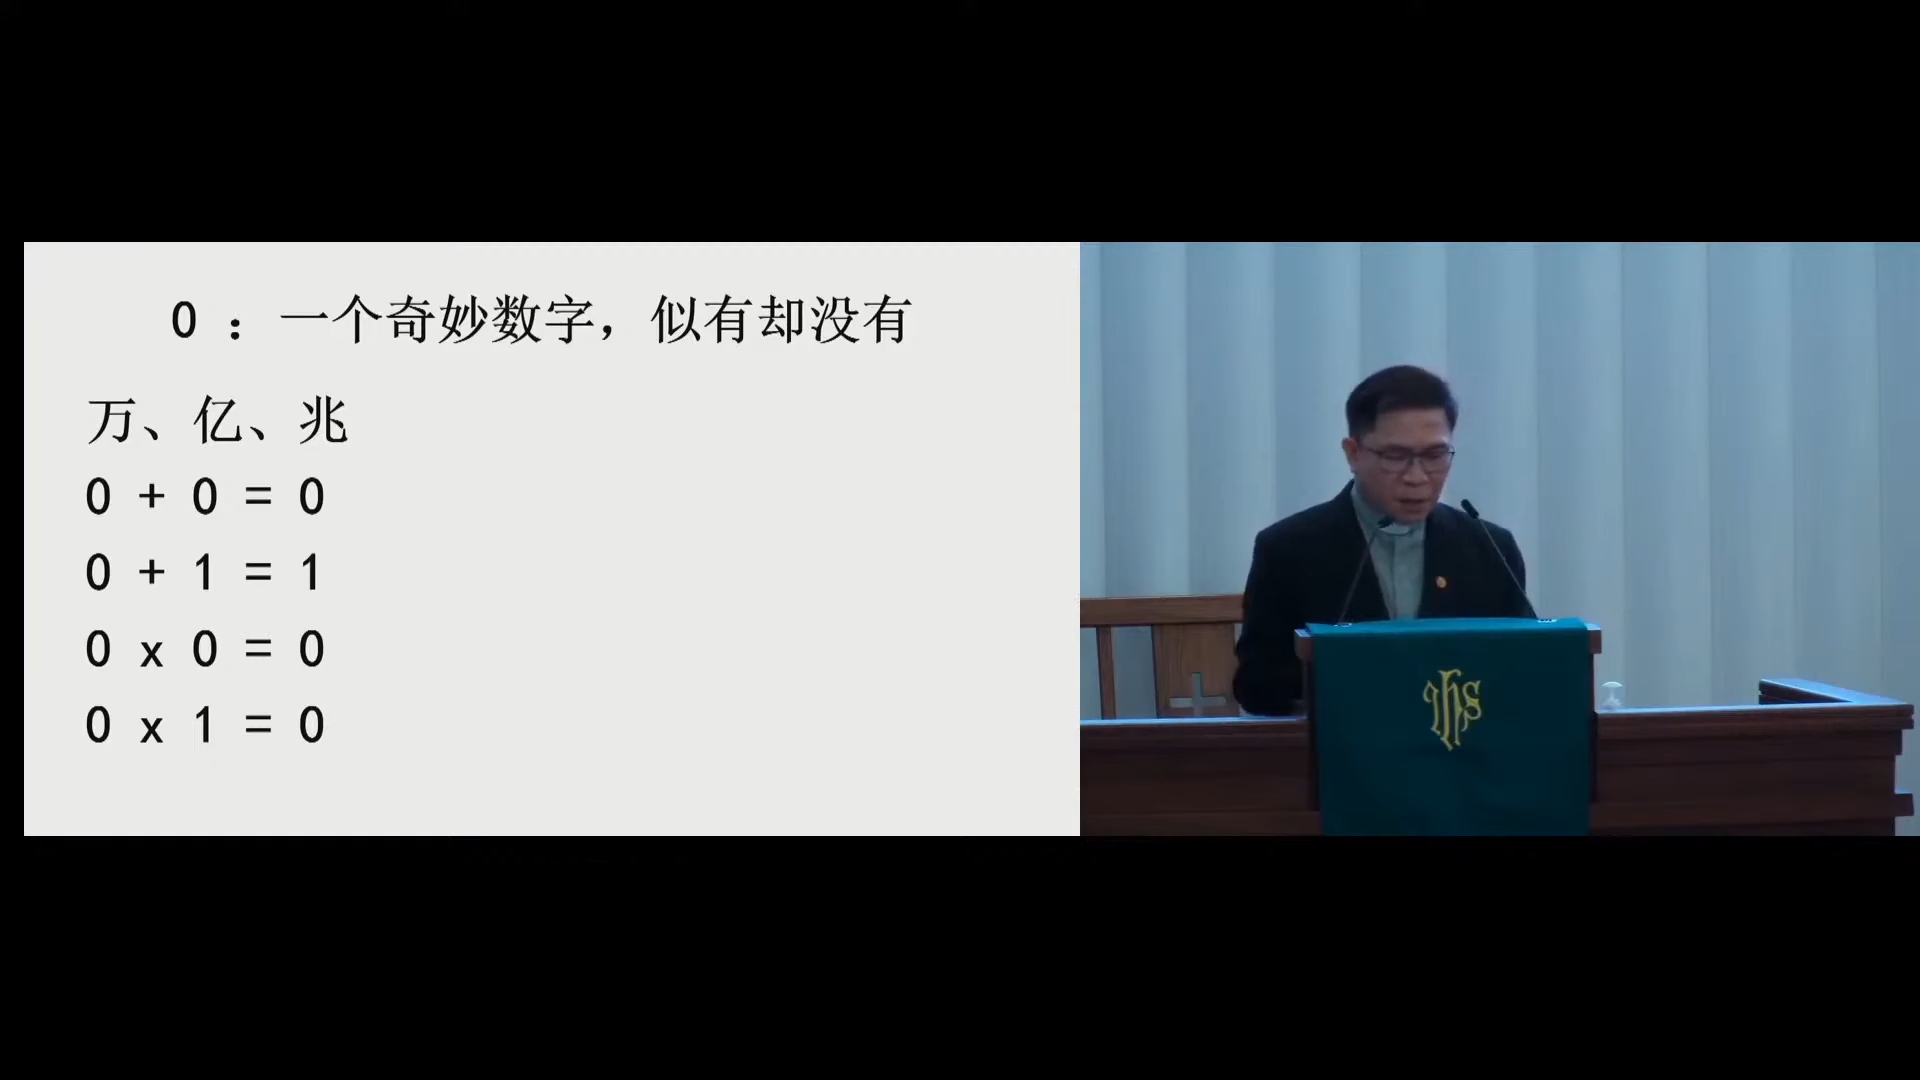 0 ：一个奇妙数字，似有却没有
万、亿、兆
0 + 0 = 0
0 + 1 = 1
0 x 0 = 0
0 x 1 = 0
IHS